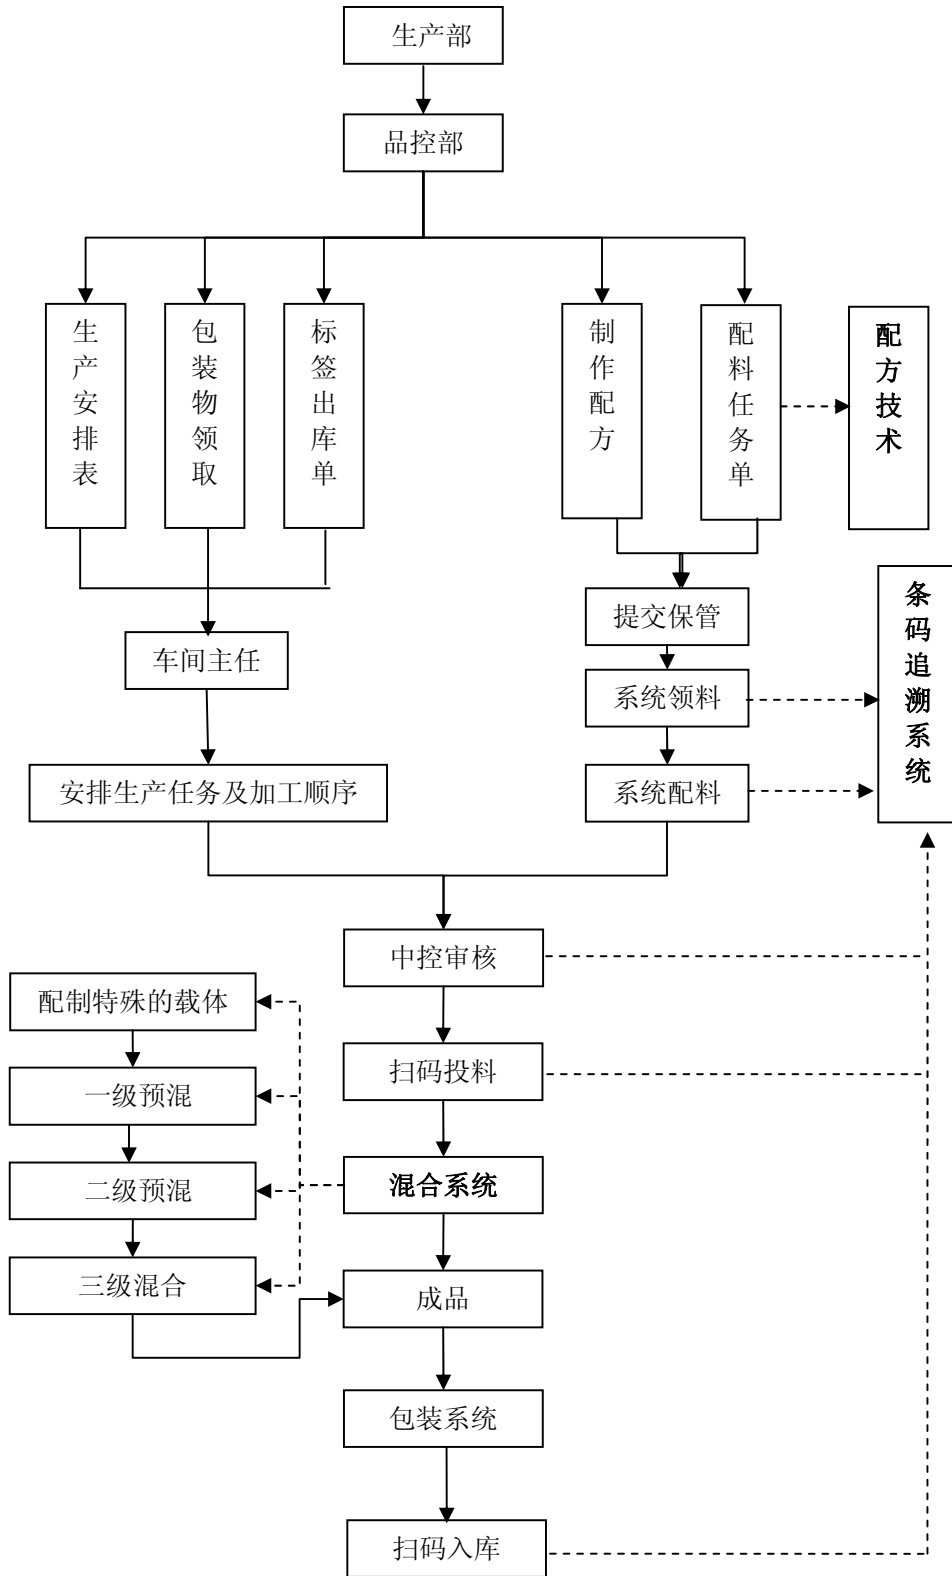 生产部
品控部
生产安排表
包装物领取
标签出库单
制作配方
配料任务单
配方技术
条码追溯系统
提交保管
车间主任
系统领料
安排生产任务及加工顺序
系统配料
中控审核
配制特殊的载体
扫码投料
一级预混
混合系统
二级预混
三级混合
成品
包装系统
扫码入库